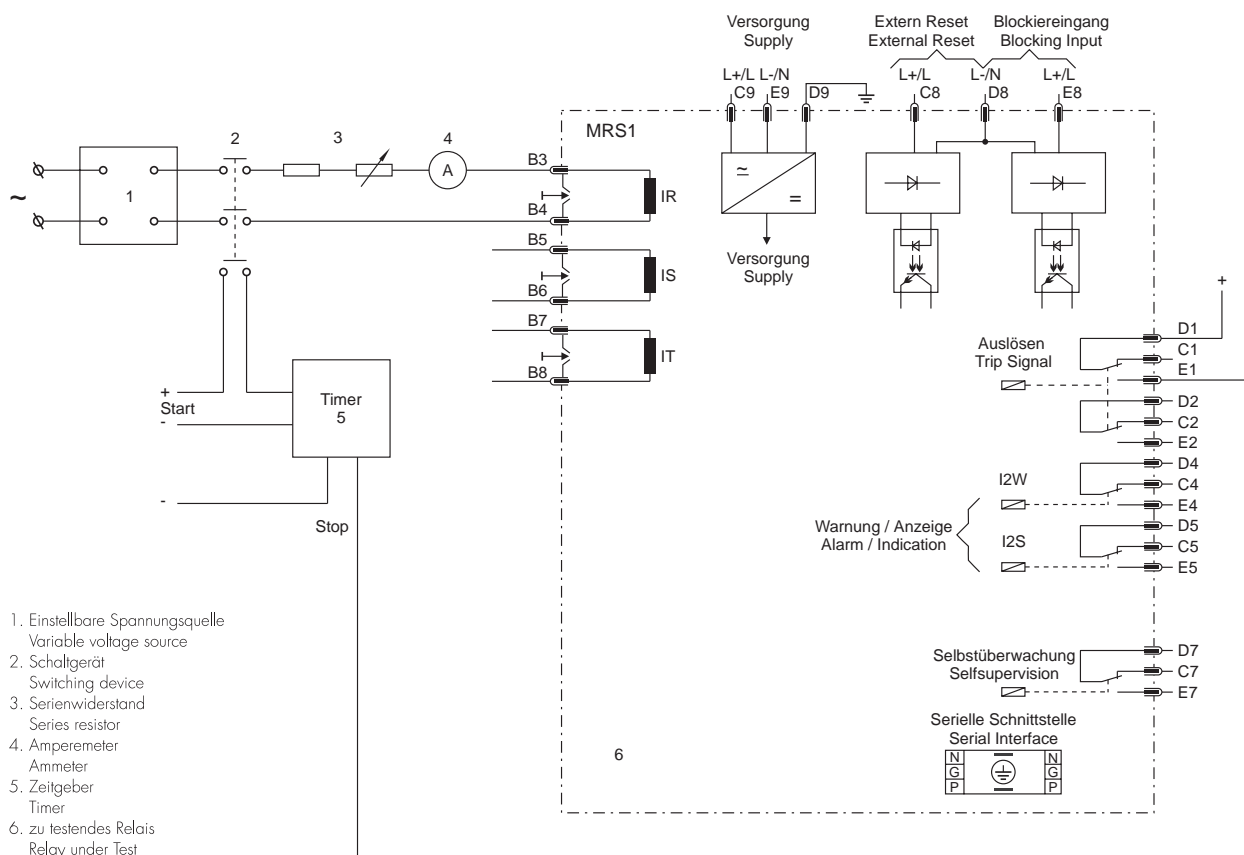 Versorgung
Supply
Extern Reset
External Reset
Blockiereingang
Blocking Input
L+/L L-/N
C9 E9 D9
L+/L L-/N L+/L
C8 D8 E8
MRS1
2 3 4
~
1
A
B3
B4
IR
B5
B6
IS
B7
B8
IT
≃
=
Versorgung
Supply
+
Start
-
-
Timer
5
Stop
+
Auslösen
Trip Signal
D1
C1
E1
D2
C2
E2
I2W
D4
C4
E4
Warnung / Anzeige
Alarm / Indication
I2S
D5
C5
E5
Selbstüberwachung
Selfsupervision
D7
C7
E7
Serielle Schnittstelle
Serial Interface
N N
G G
P P
6
1. Einstellbare Spannungsquelle
Variable voltage source
2. Schaltgerät
Switching device
3. Serienwiderstand
Series resistor
4. Amperemeter
Ammeter
5. Zeitgeber
Timer
6. zu testendes Relais
Relay under Test